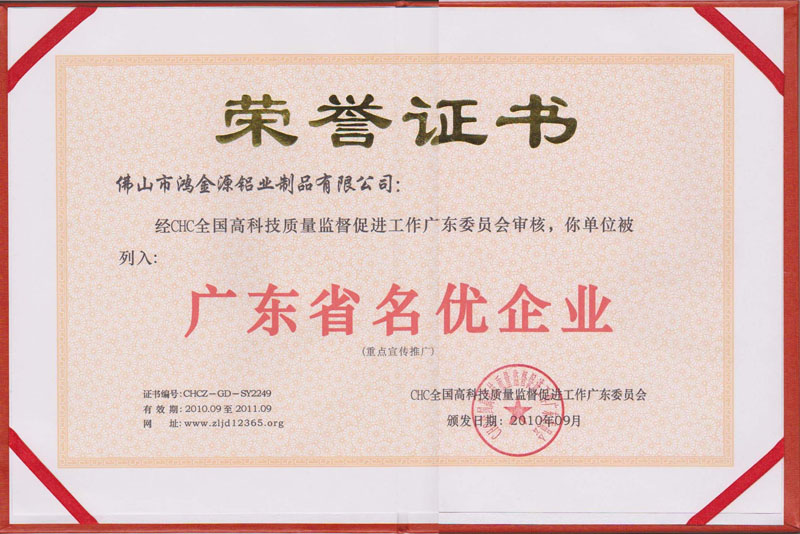 荣誉证书
佛山市鸿金源铝业制品有限公司:
经CHC全国高科技质量监督促进工作广东委员会审核，你单位被
列入:
广东省名优企业
(重点宣传推广)
证书编号:CHCZ-GD-SY2249
有效期:2010.09至2011.09
网 址:www.zljd12365.org
CHC全国高科技质量监督促进工作广东委员会
颁发日期: 2010年09月